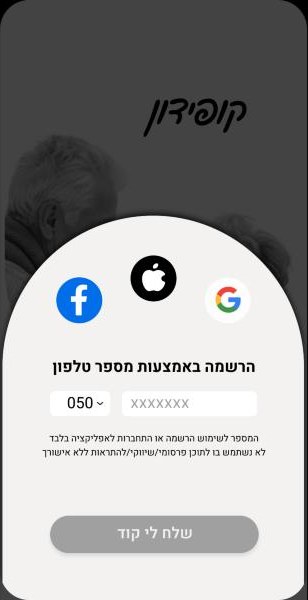 קופידון
הרשמה באמצעות מספר טלפון
050 XXXXXXX
המספר לשימוש הרשמה או התחברות לאפליקציה בלבד
לא נשתמש בו לתוכן פרסומי/שיווקי/להתראות ללא אישורך
שלח לי קוד